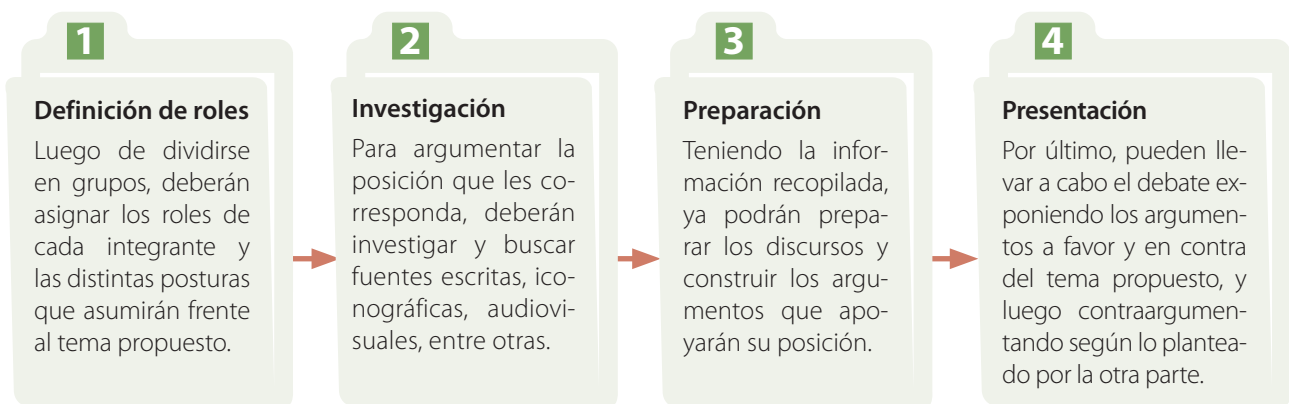 1
Definición de roles
Luego de dividirse
en grupos, deberán
asignar los roles de
cada integrante y
las distintas posturas
que asumirán frente
al tema propuesto.
2
Investigación
Para argumentar la
posición que les co-
rresponda, deberán
investigar y buscar
fuentes escritas, ico-
nográficas, audiovi-
suales, entre otras.
3
Preparación
Teniendo la infor-
mación recopilada,
ya podrán prepa-
rar los discursos y
construir los argu-
mentos que apo-
yarán su posición.
4
Presentación
Por último, pueden lle-
var a cabo el debate ex-
poniendo los argumen-
tos a favor y en contra
del tema propuesto, y
luego contraargumen-
tando según lo plantea-
do por la otra parte.